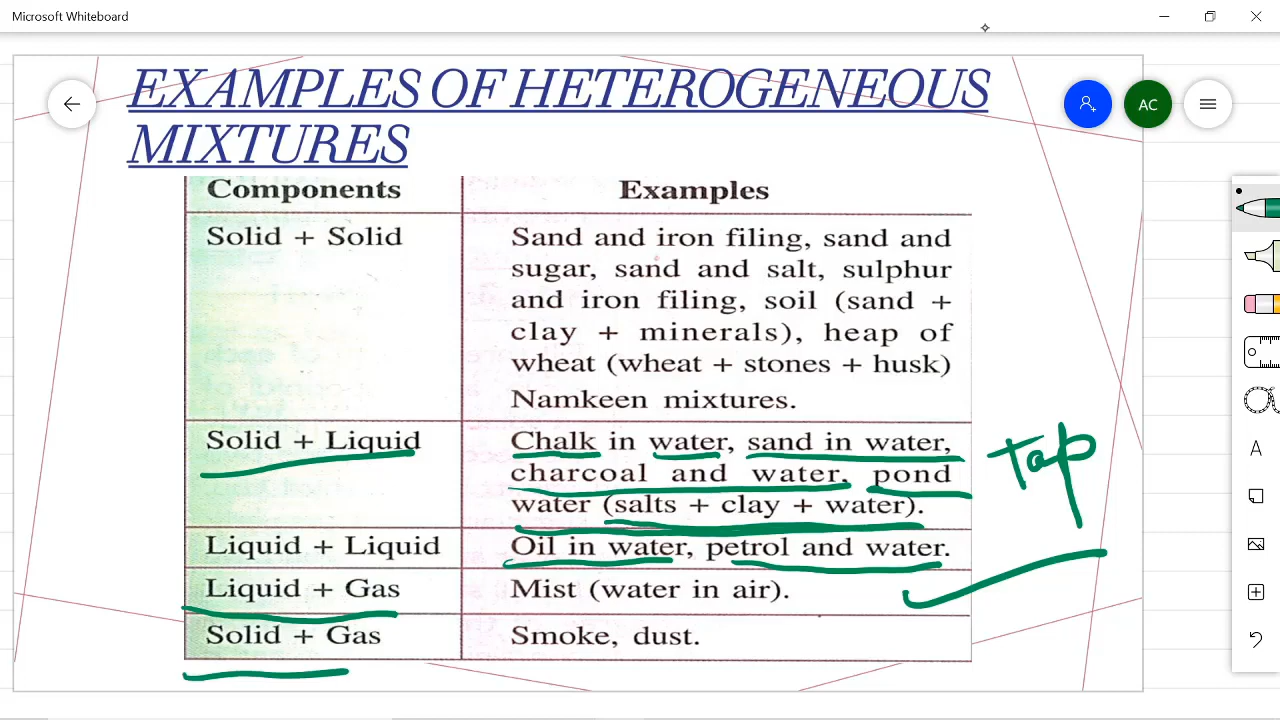 Microsoft Whiteboard
EXAMPLES OF HETEROGENEOUS
MIXTURES
AC
Components Examples
Solid + Solid Sand and iron filing, sand and
sugar, sand and salt, sulphur
and iron filing, soil (sand +
clay + minerals), heap of
wheat (wheat + stones + husk)
Namkeen mixtures.
Solid + Liquid Chalk in water, sand in water,
charcoal and water, pond
water (salts + clay + water).
Tap
Liquid + Liquid Oil in water, petrol and water.
Liquid + Gas Mist (water in air).
Solid + Gas Smoke, dust.